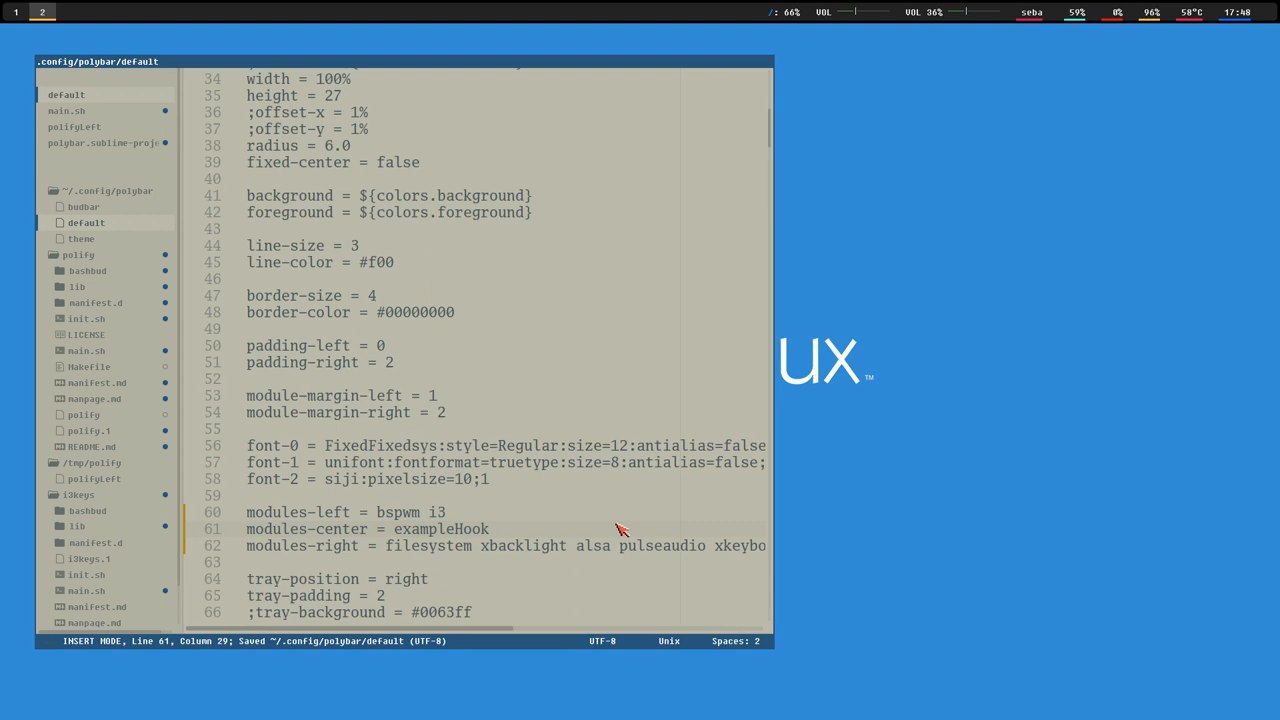 1 2 /: 66% VOL VOL 36% seba 59% 0% 96% 58°C 17:48
.config/polybar/default
default
main.sh
polifyLeft
polybar.sublime-proje
~/.config/polybar
budbar
default
theme
polify
bashbud
lib
manifest.d
init.sh
LICENSE
main.sh
Makefile
manifest.md
manpage.md
polify
polify.1
README.md
/tmp/polify
polifyLeft
i3keys
bashbud
lib
manifest.d
i3keys.1
init.sh
main.sh
manifest.md
manpage.md
34 width = 100%
35 height = 27
36 ;offset-x = 1%
37 ;offset-y = 1%
38 radius = 6.0
39 fixed-center = false
40
41 background = ${colors.background}
42 foreground = ${colors.foreground}
43
44 line-size = 3
45 line-color = #f00
46
47 border-size = 4
48 border-color = #00000000
49
50 padding-left = 0
51 padding-right = 2
52
53 module-margin-left = 1
54 module-margin-right = 2
55
56 font-0 = FixedFixedsys:style=Regular:size=12:antialias=false
57 font-1 = unifont:fontformat=truetype:size=8:antialias=false;
58 font-2 = siji:pixelsize=10;1
59
60 modules-left = bspwm i3
61 modules-center = exampleHook
62 modules-right = filesystem xbacklight alsa pulseaudio xkeybo
63
64 tray-position = right
65 tray-padding = 2
66 ;tray-background = #0063ff
INSERT MODE, Line 61, Column 29; Saved ~/.config/polybar/default (UTF-8) UTF-8 Unix Spaces: 2
ux™